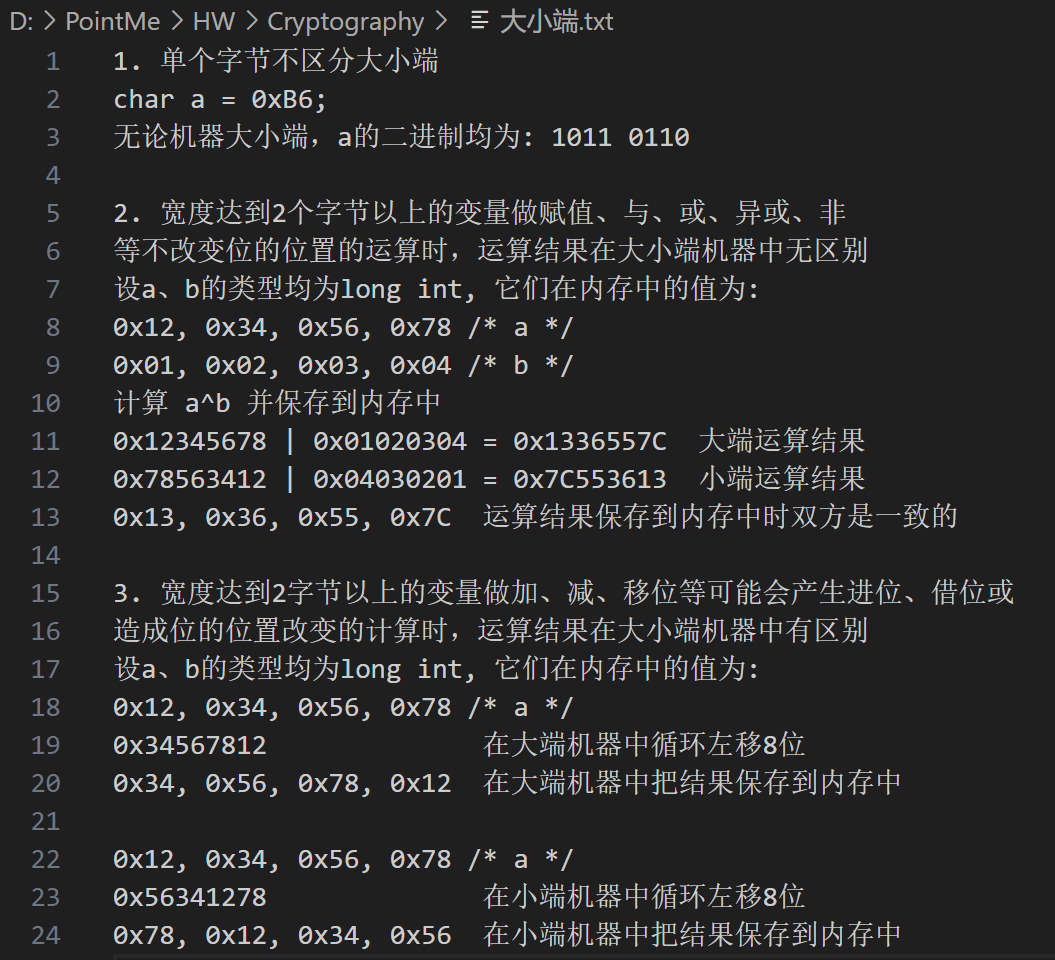 D: > PointMe > HW > Cryptography > 大小端.txt
1 1. 单个字节不区分大小端
2 char a = 0xB6;
3 无论机器大小端，a的二进制均为: 1011 0110
4
5 2. 宽度达到2个字节以上的变量做赋值、与、或、异或、非
6 等不改变位的位置的运算时，运算结果在大小端机器中无区别
7 设a、b的类型均为long int, 它们在内存中的值为:
8 0x12, 0x34, 0x56, 0x78 /* a */
9 0x01, 0x02, 0x03, 0x04 /* b */
10 计算 a^b 并保存到内存中
11 0x12345678 | 0x01020304 = 0x1336557C  大端运算结果
12 0x78563412 | 0x04030201 = 0x7C553613  小端运算结果
13 0x13, 0x36, 0x55, 0x7C  运算结果保存到内存中时双方是一致的
14
15 3. 宽度达到2字节以上的变量做加、减、移位等可能会产生进位、借位或
16 造成位的位置改变的计算时，运算结果在大小端机器中有区别
17 设a、b的类型均为long int, 它们在内存中的值为:
18 0x12, 0x34, 0x56, 0x78 /* a */
19 0x34567812 在大端机器中循环左移8位
20 0x34, 0x56, 0x78, 0x12  在大端机器中把结果保存到内存中
21
22 0x12, 0x34, 0x56, 0x78 /* a */
23 0x56341278 在小端机器中循环左移8位
24 0x78, 0x12, 0x34, 0x56  在小端机器中把结果保存到内存中